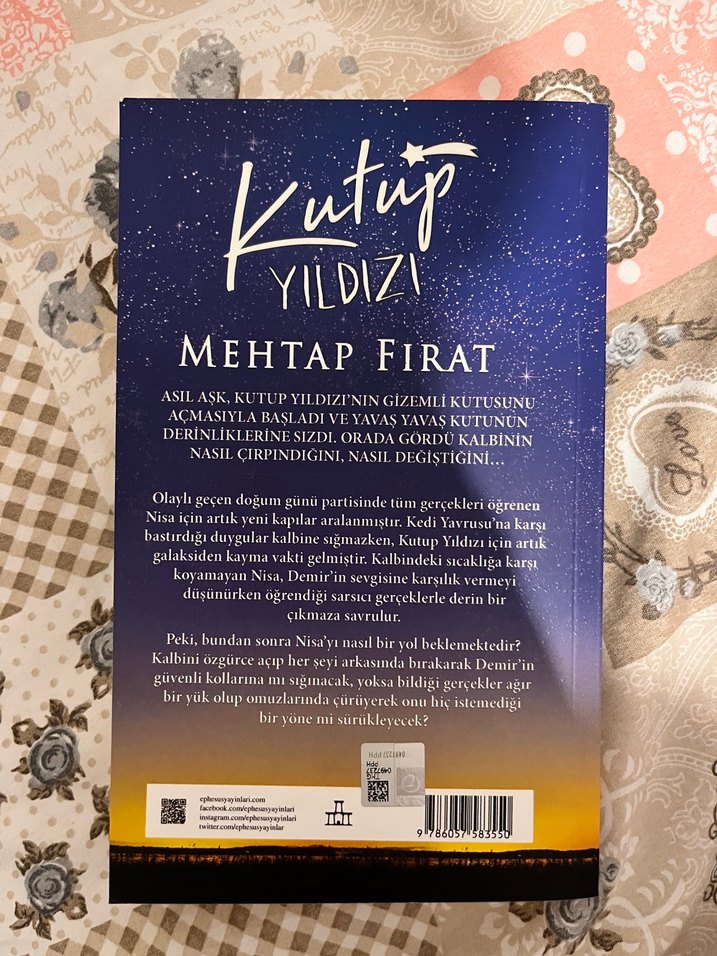 Kutup
YILDIZI
MEHTAP FIRAT
ASIL AŞK, KUTUP YILDIZI'NIN GİZEMLİ KUTUSUNU
AÇMASIYLA BAŞLADI VE YAVAŞ YAVAŞ KUTUNUN
DERİNLİKLERİNE SIZDI. ORADA GÖRDÜ KALBİNİN
NASIL ÇIRPINDIĞINI, NASIL DEĞİŞTİĞİNİ...
Olaylı geçen doğum günü partisinde tüm gerçekleri öğrenen
Nisa için artık yeni kapılar aralanmıştır. Kedi Yavrusu'na karşı
bastırdığı duygular kalbine sığmazken, Kutup Yıldızı için artık
galaksiden kayma vakti gelmiştir. Kalbindeki sıcaklığa karşı
koyamayan Nisa, Demir'in sevgisine karşılık vermeyi
düşünürken öğrendiği sarsıcı gerçeklerle derin bir
çıkmaza savrulur.
Peki, bundan sonra Nisa'yı nasıl bir yol beklemektedir?
Kalbini özgürce açıp her şeyi arkasında bırakarak Demir'in
güvenli kollarına mı sığınacak, yoksa bildiği gerçekler ağır
bir yük olup omuzlarında çürüyerek onu hiç istemediği
bir yöne mi sürükleyecek?
0497237 PPH
THG
0497237
PPH
ephesusyayinlari.com
facebook.com/ephesusyayinlari
instagram.com/ephesusyayinlari
twitter.com/ephesusyayinlar
9 786057 583550